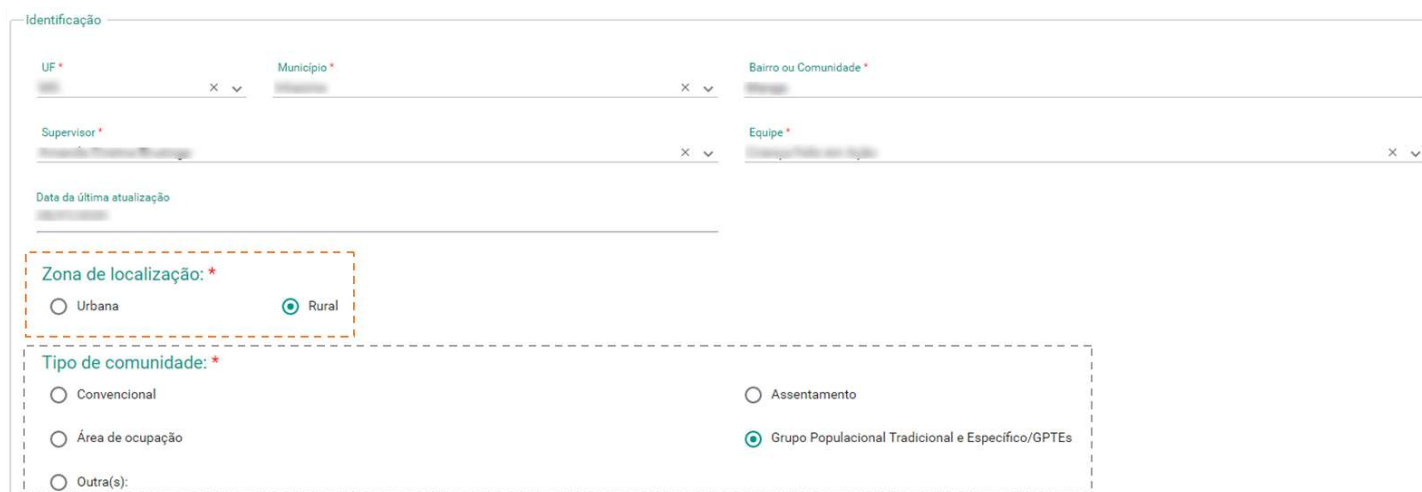 Identificação
UF * Município * Bairro ou Comunidade *
Supervisor * Equipe *
Data da última atualização
Zona de localização: *
Urbana Rural
Tipo de comunidade: *
Convencional Assentamento
Área de ocupação Grupo Populacional Tradicional e Específico/GPTEs
Outra(s):